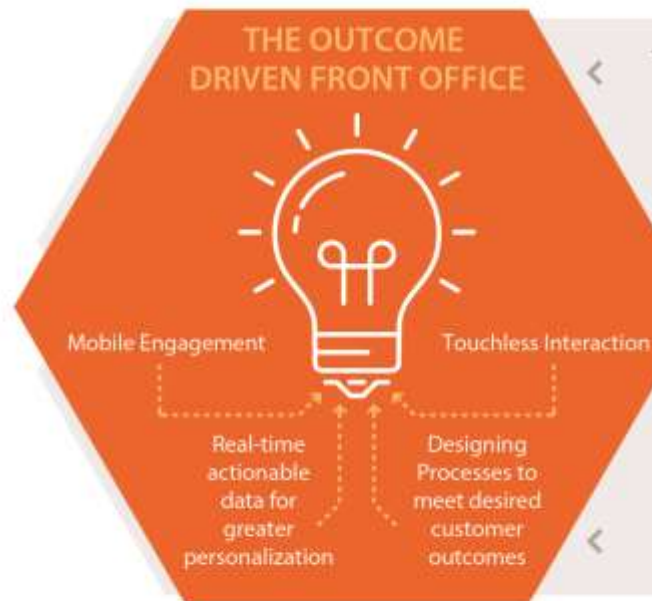 THE OUTCOME
DRIVEN FRONT OFFICE
Mobile Engagement
Touchless Interaction
Real-time
actionable
data for
greater
personalization
Designing
Processes to
meet desired
customer
outcomes